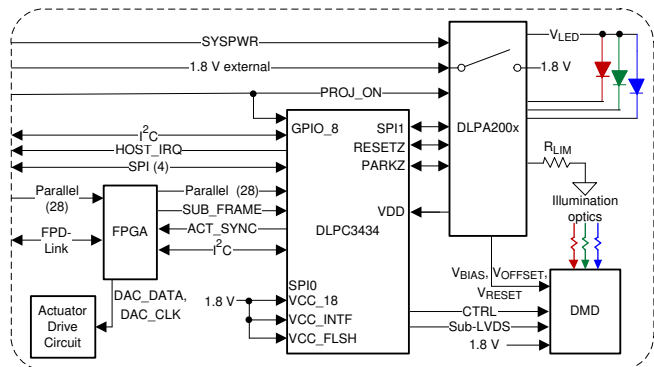 SYSPWR
1.8 V external
PROJ_ON
V_LED
1.8 V
DLPA200x
GPIO_8
SPI1
RESETZ
PARKZ
VDD
DLPC3434
I²C
HOST_IRQ
SPI (4)
Parallel
(28)
FPD-
Link
FPGA
Parallel (28)
SUB_FRAME
ACT_SYNC
I²C
DAC_DATA,
DAC_CLK
Actuator
Drive
Circuit
SPI0
1.8 V
VCC_18
VCC_INTF
VCC_FLSH
R_LIM
Illumination
optics
V_BIAS, V_OFFSET,
V_RESET
CTRL
Sub-LVDS
1.8 V
DMD